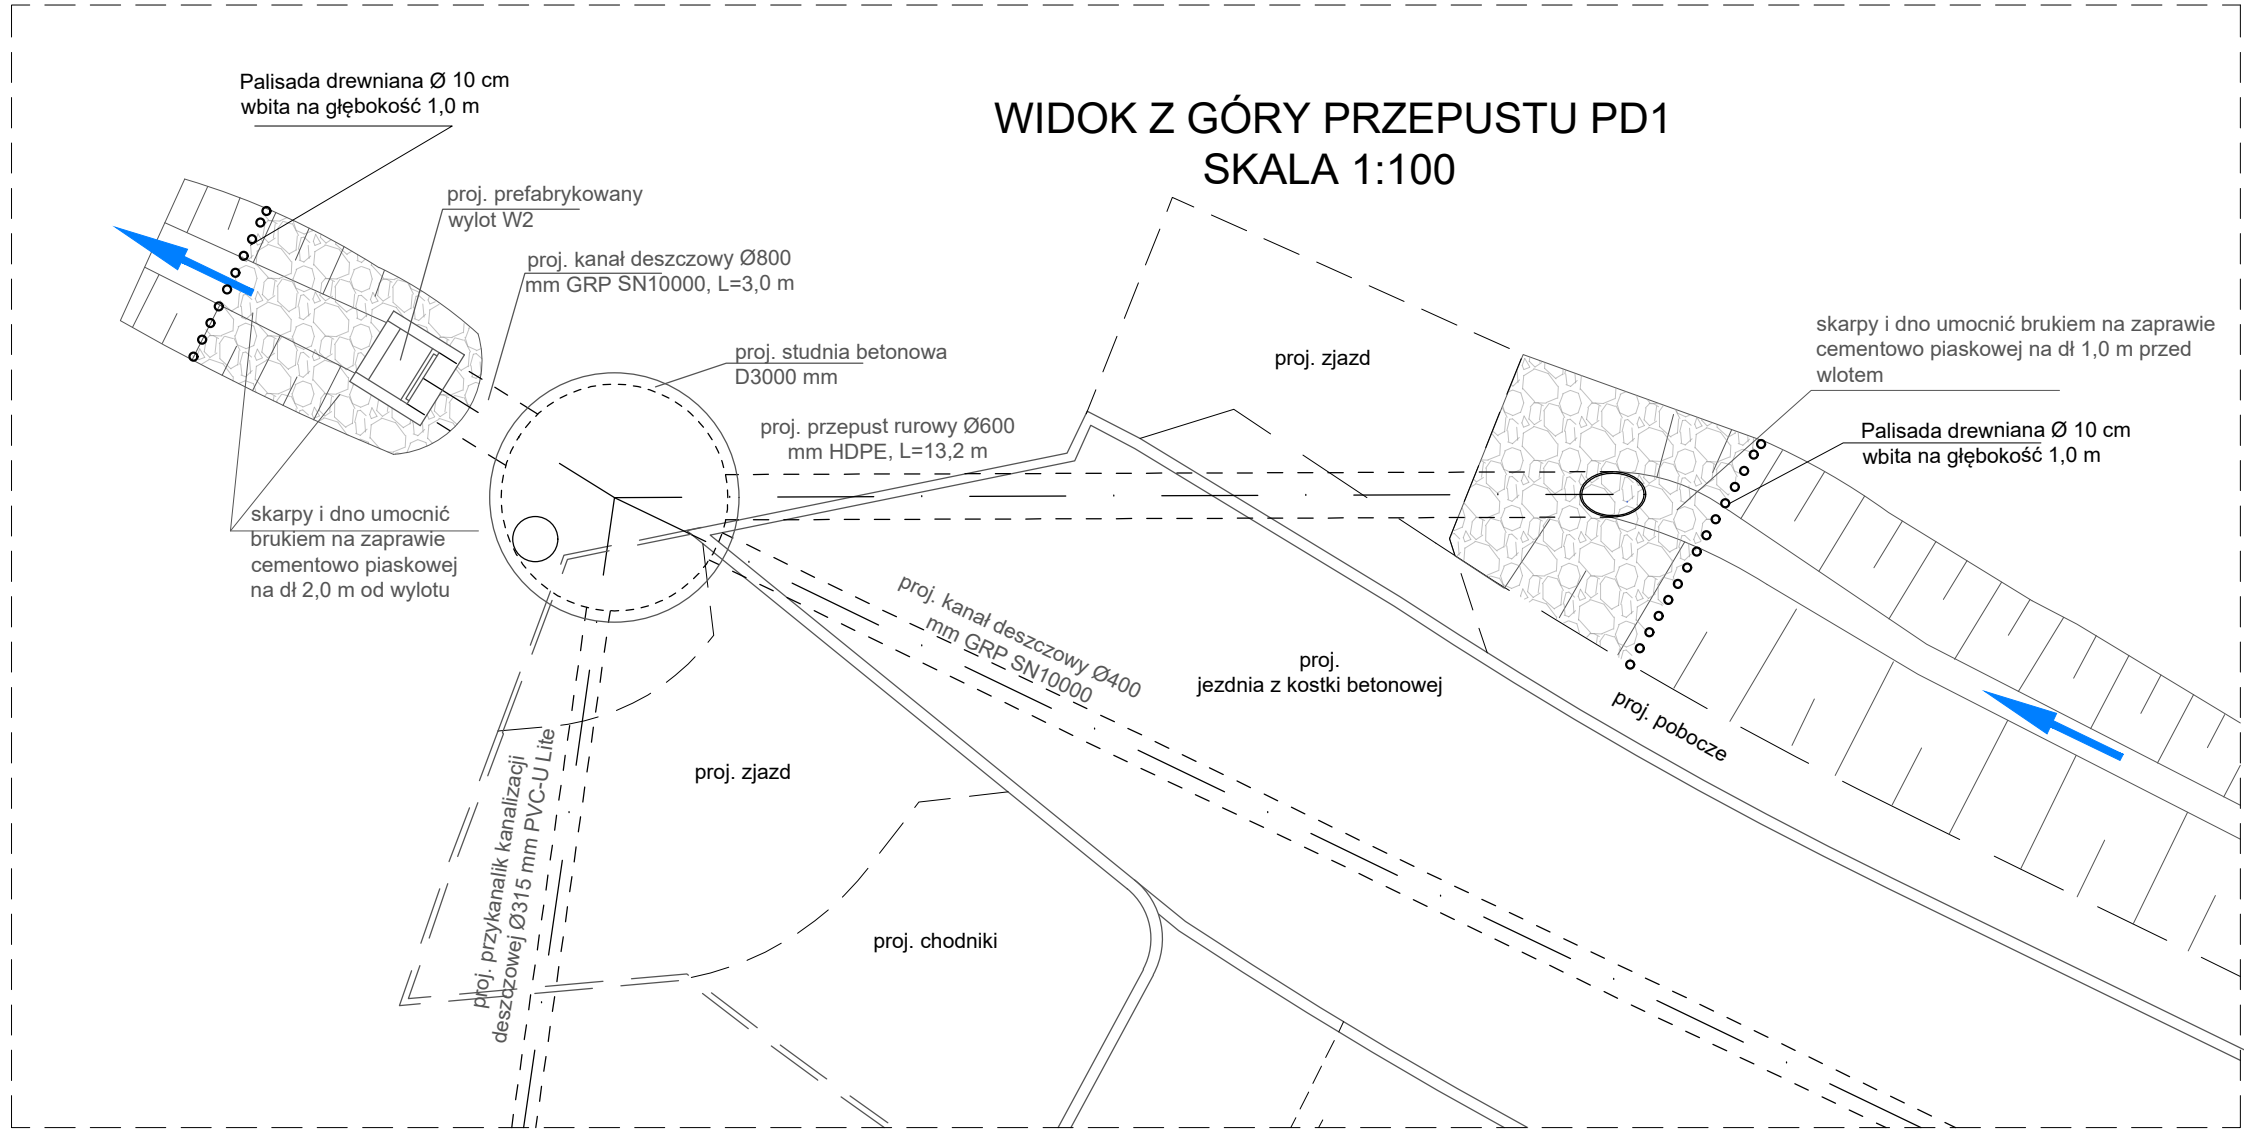 WIDOK Z GÓRY PRZEPUSTU PD1
SKALA 1:100
Palisada drewniana Ø 10 cm
wbita na głębokość 1,0 m
proj. prefabrykowany
wylot W2
proj. kanał deszczowy Ø800
mm GRP SN10000, L=3,0 m
proj. studnia betonowa
D3000 mm
proj. przepust rurowy Ø600
mm HDPE, L=13,2 m
proj. zjazd
skarpy i dno umocnić brukiem na zaprawie
cementowo piaskowej na dł 1,0 m przed
wlotem
Palisada drewniana Ø 10 cm
wbita na głębokość 1,0 m
skarpy i dno umocnić
brukiem na zaprawie
cementowo piaskowej
na dł 2,0 m od wylotu
proj. kanał deszczowy Ø400
mm GRP SN10000
proj.
jezdnia z kostki betonowej
proj. pobocze
proj. zjazd
proj. przykanalik kanalizacji
deszczowej Ø315 mm PVC-U Lite
proj. chodniki